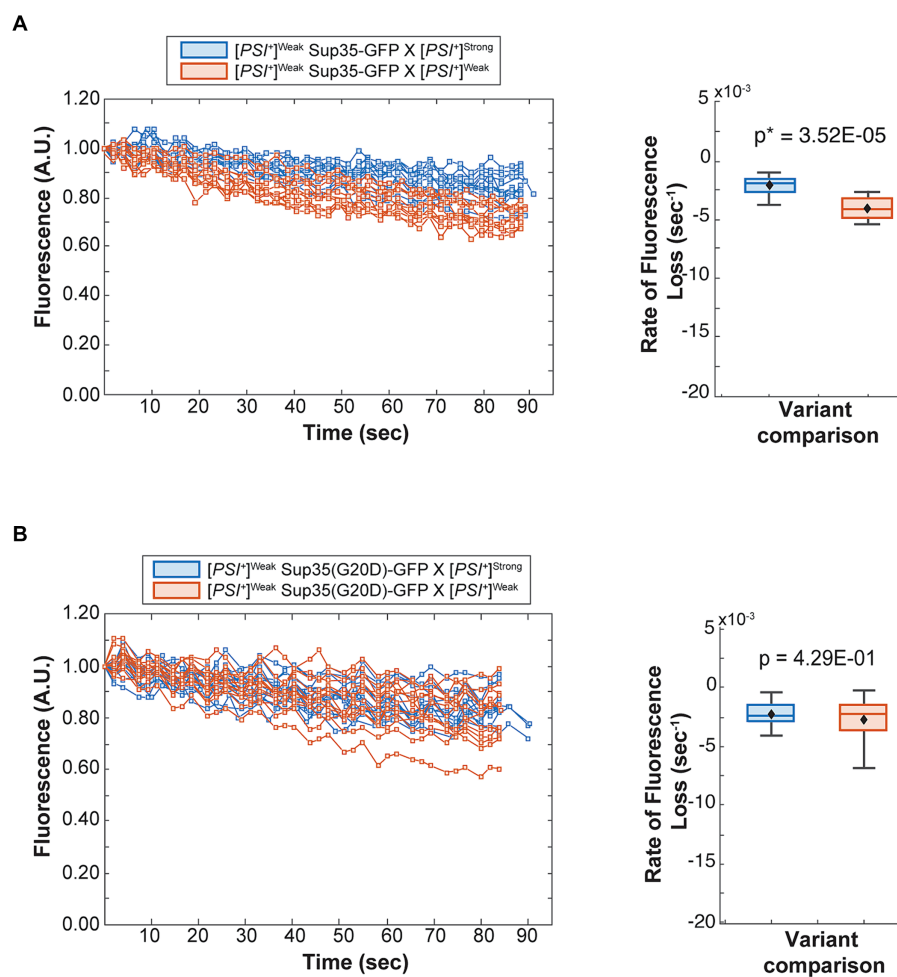 A
[PSI⁺]ᵂᵉᵃᵏ Sup35-GFP X [PSI⁺]ˢᵗʳᵒⁿᵍ
[PSI⁺]ᵂᵉᵃᵏ Sup35-GFP X [PSI⁺]ᵂᵉᵃᵏ
1.20
1.00
0.80
0.60
0.40
0.20
0.00
Fluorescence (A.U.)
10 20 30 40 50 60 70 80 90
Time (sec)
5 x10⁻³
0
-5
-10
-15
-20
Rate of Fluorescence
Loss (sec⁻¹)
p* = 3.52E-05
Variant
comparison
B
[PSI⁺]ᵂᵉᵃᵏ Sup35(G20D)-GFP X [PSI⁺]ˢᵗʳᵒⁿᵍ
[PSI⁺]ᵂᵉᵃᵏ Sup35(G20D)-GFP X [PSI⁺]ᵂᵉᵃᵏ
1.20
1.00
0.80
0.60
0.40
0.20
0.00
Fluorescence (A.U.)
10 20 30 40 50 60 70 80 90
Time (sec)
x10⁻³
5
0
-5
-10
-15
-20
Rate of Fluorescence
Loss (sec⁻¹)
p = 4.29E-01
Variant
comparison